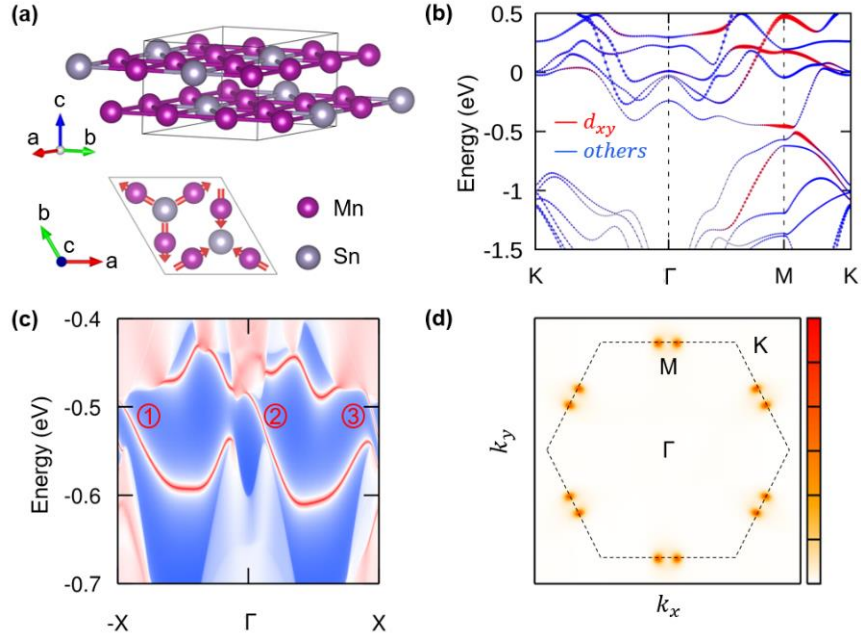 (a)
c
a
b
b
c
a
Mn
Sn
(b)
Energy (eV)
0.5
0
-0.5
-1
-1.5
d_xy
others
K
Γ
M
K
(c)
Energy (eV)
-0.4
-0.5
-0.6
-0.7
①
②
③
-X
Γ
X
(d)
K
M
Γ
k_y
k_x